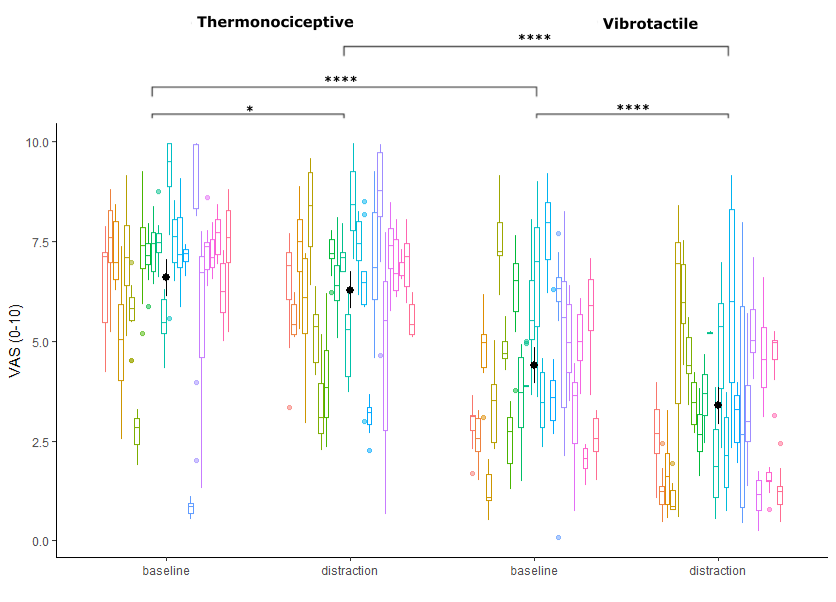 Thermonociceptive Vibrotactile
****
****
* ****
10.0
7.5
5.0
2.5
0.0
VAS (0-10)
baseline distraction baseline distraction